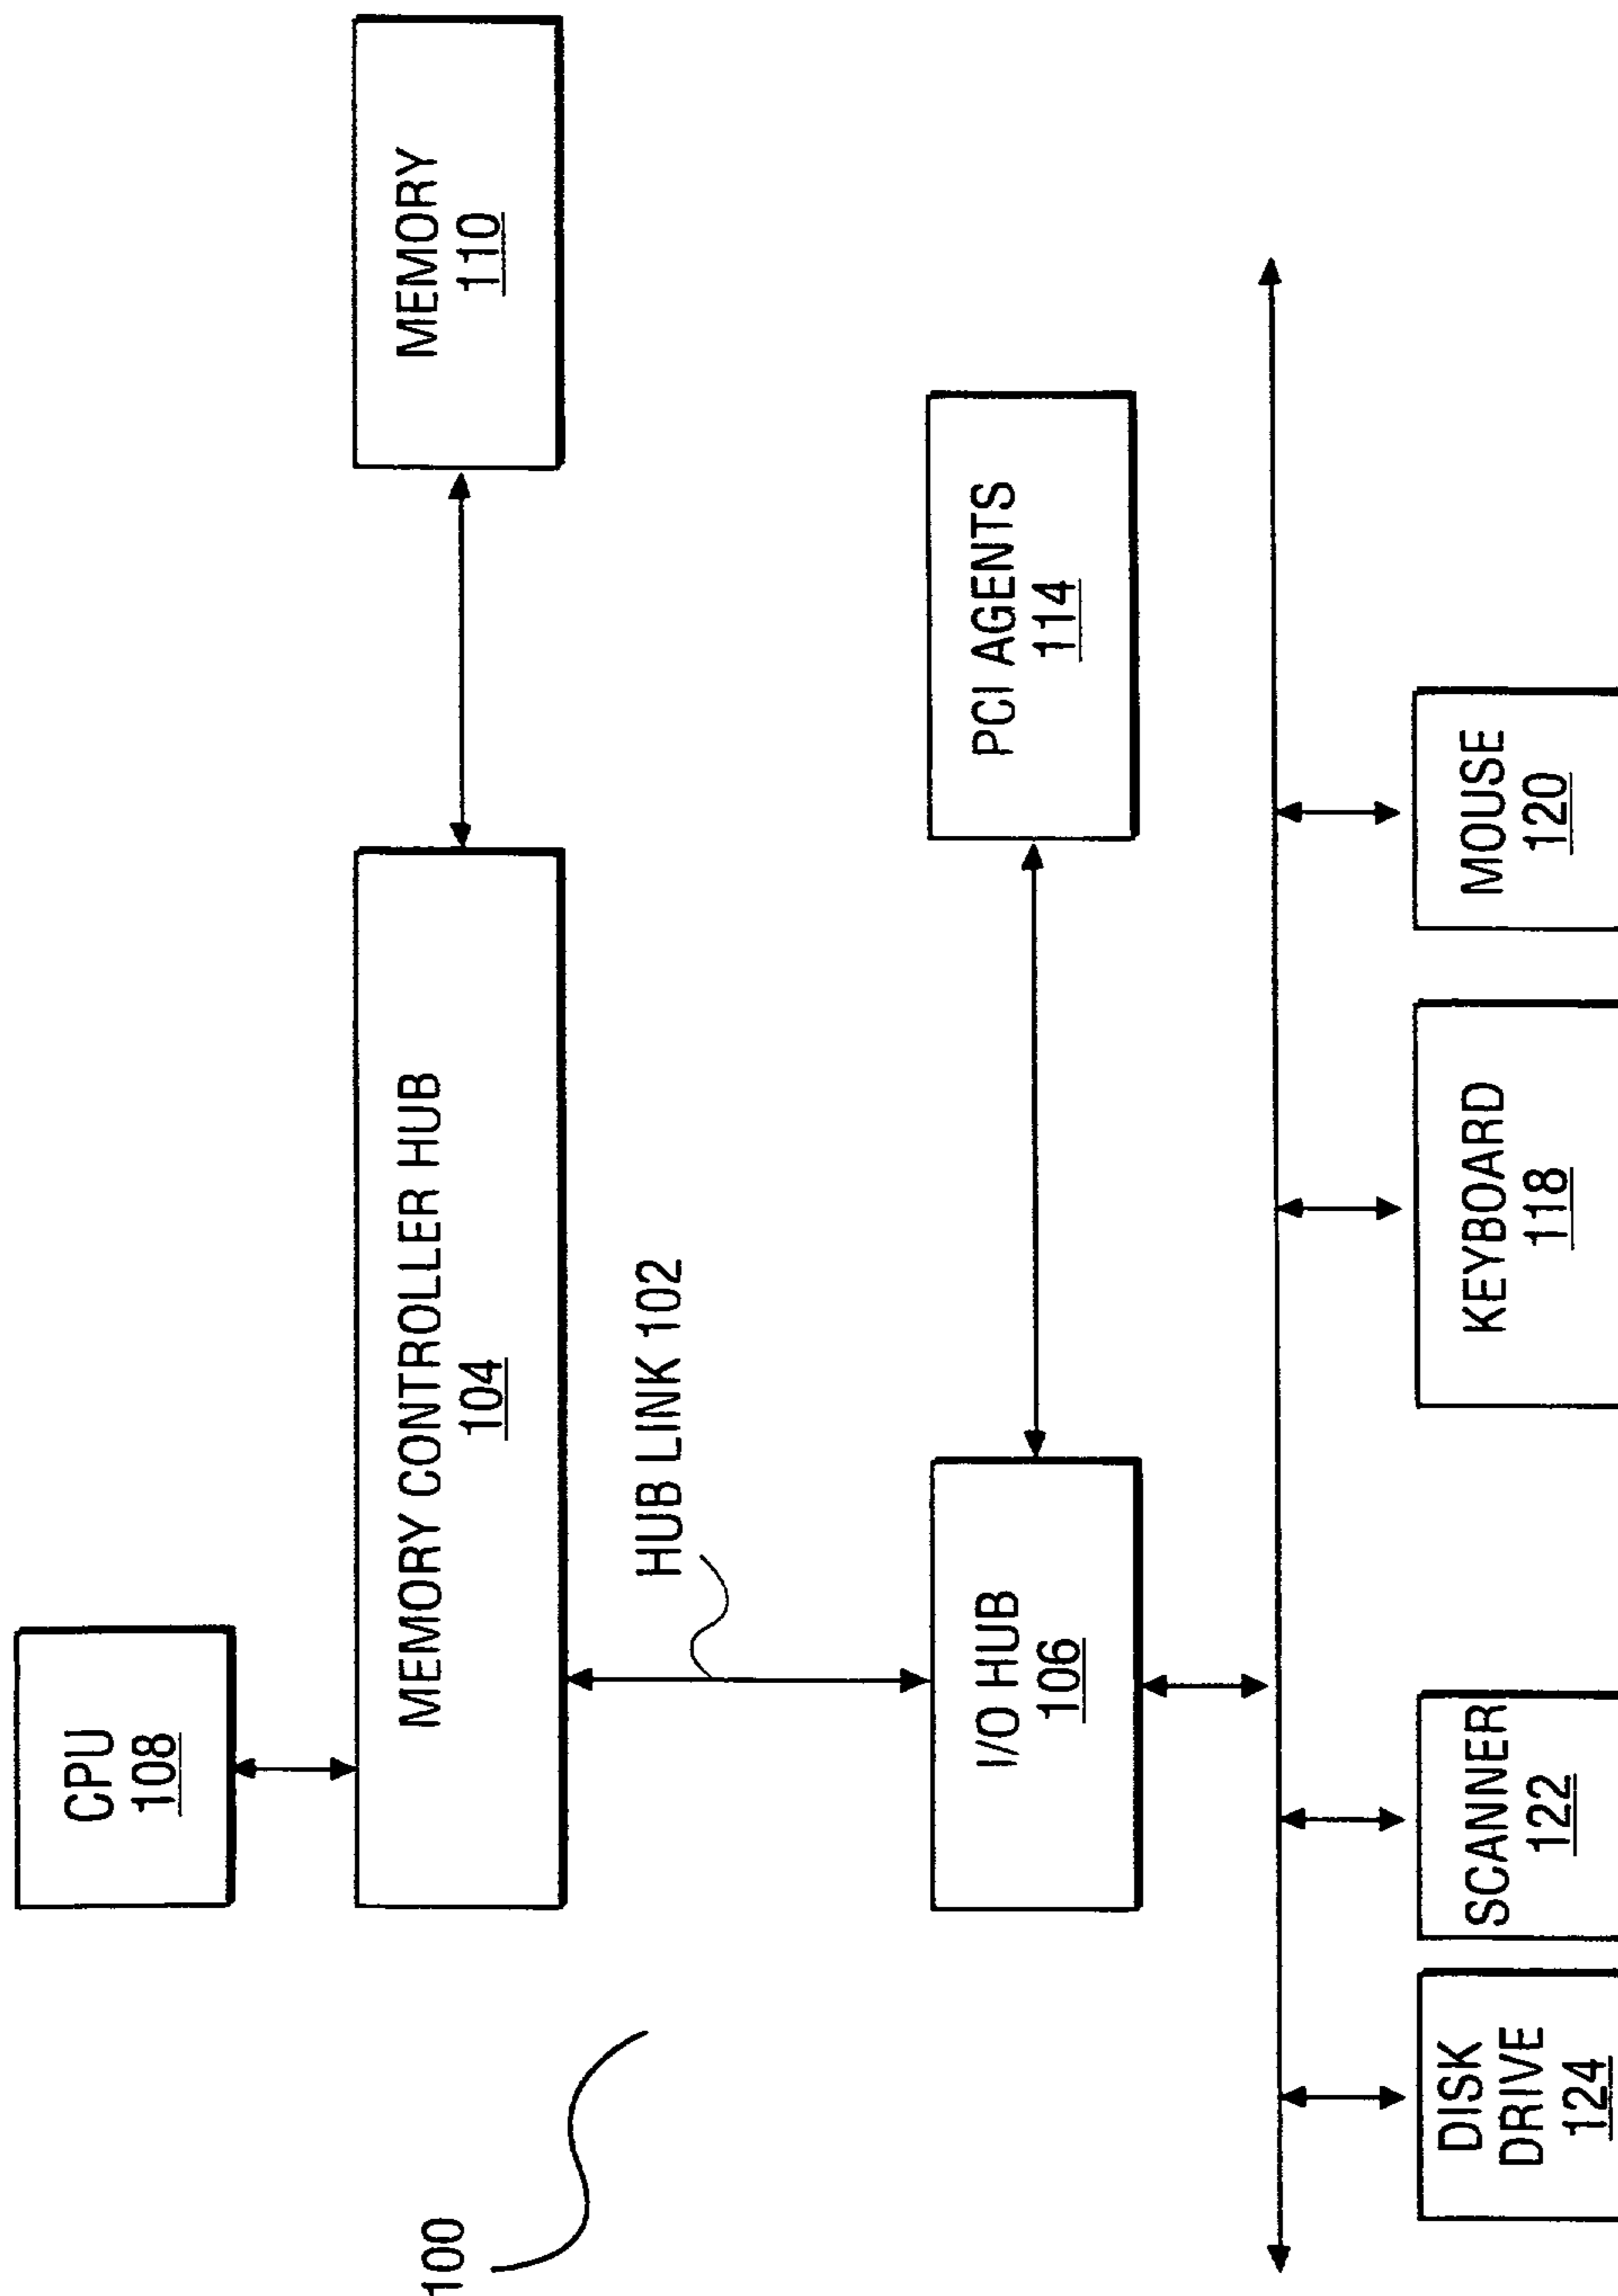 CPU
108
MEMORY CONTROLLER HUB
104
MEMORY
110
HUB LINK 102
100
I/O HUB
106
PCI AGENTS
114
DISK
DRIVE
124
SCANNER
122
KEYBOARD
118
MOUSE
120